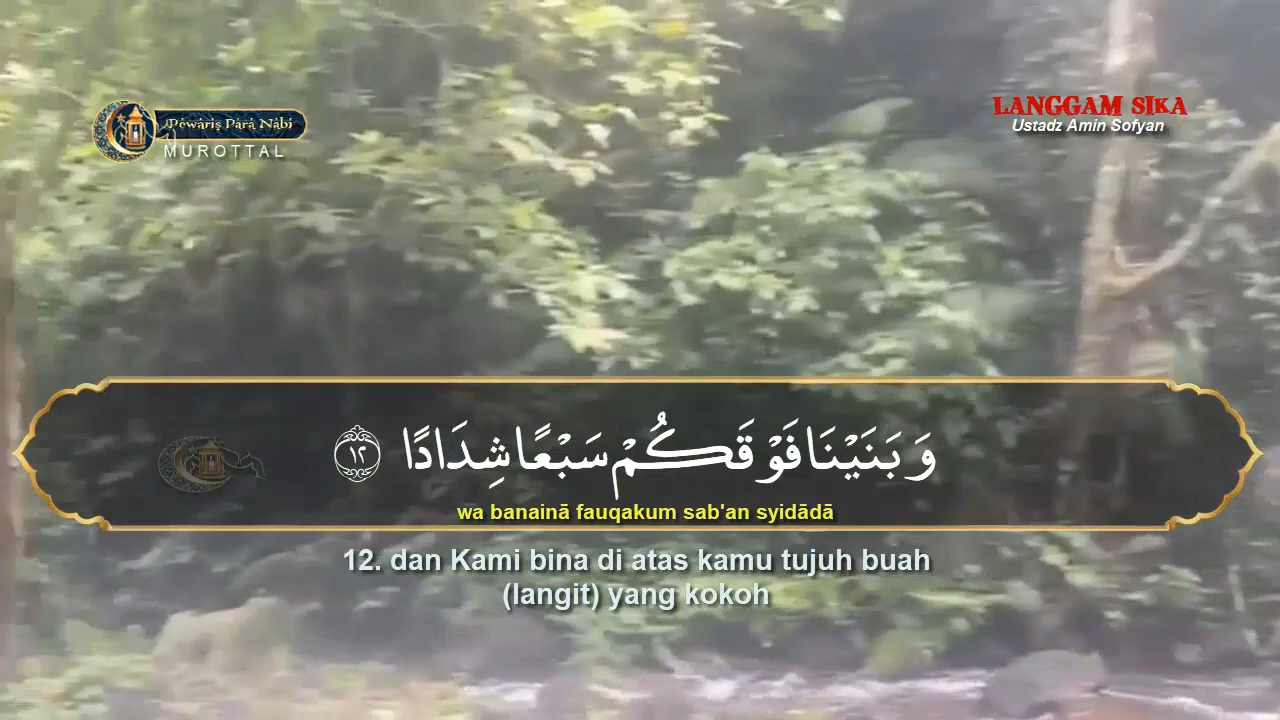 Pewaris Para Nabi
MUROTTAL
LANGGAM SIKA
Ustadz Amin Sofyan
وَبَنَيْنَا فَوْقَكُمْ سَبْعًا شِدَادًا ١٢
wa banainā fauqakum sab'an syidādā
12. dan Kami bina di atas kamu tujuh buah
(langit) yang kokoh